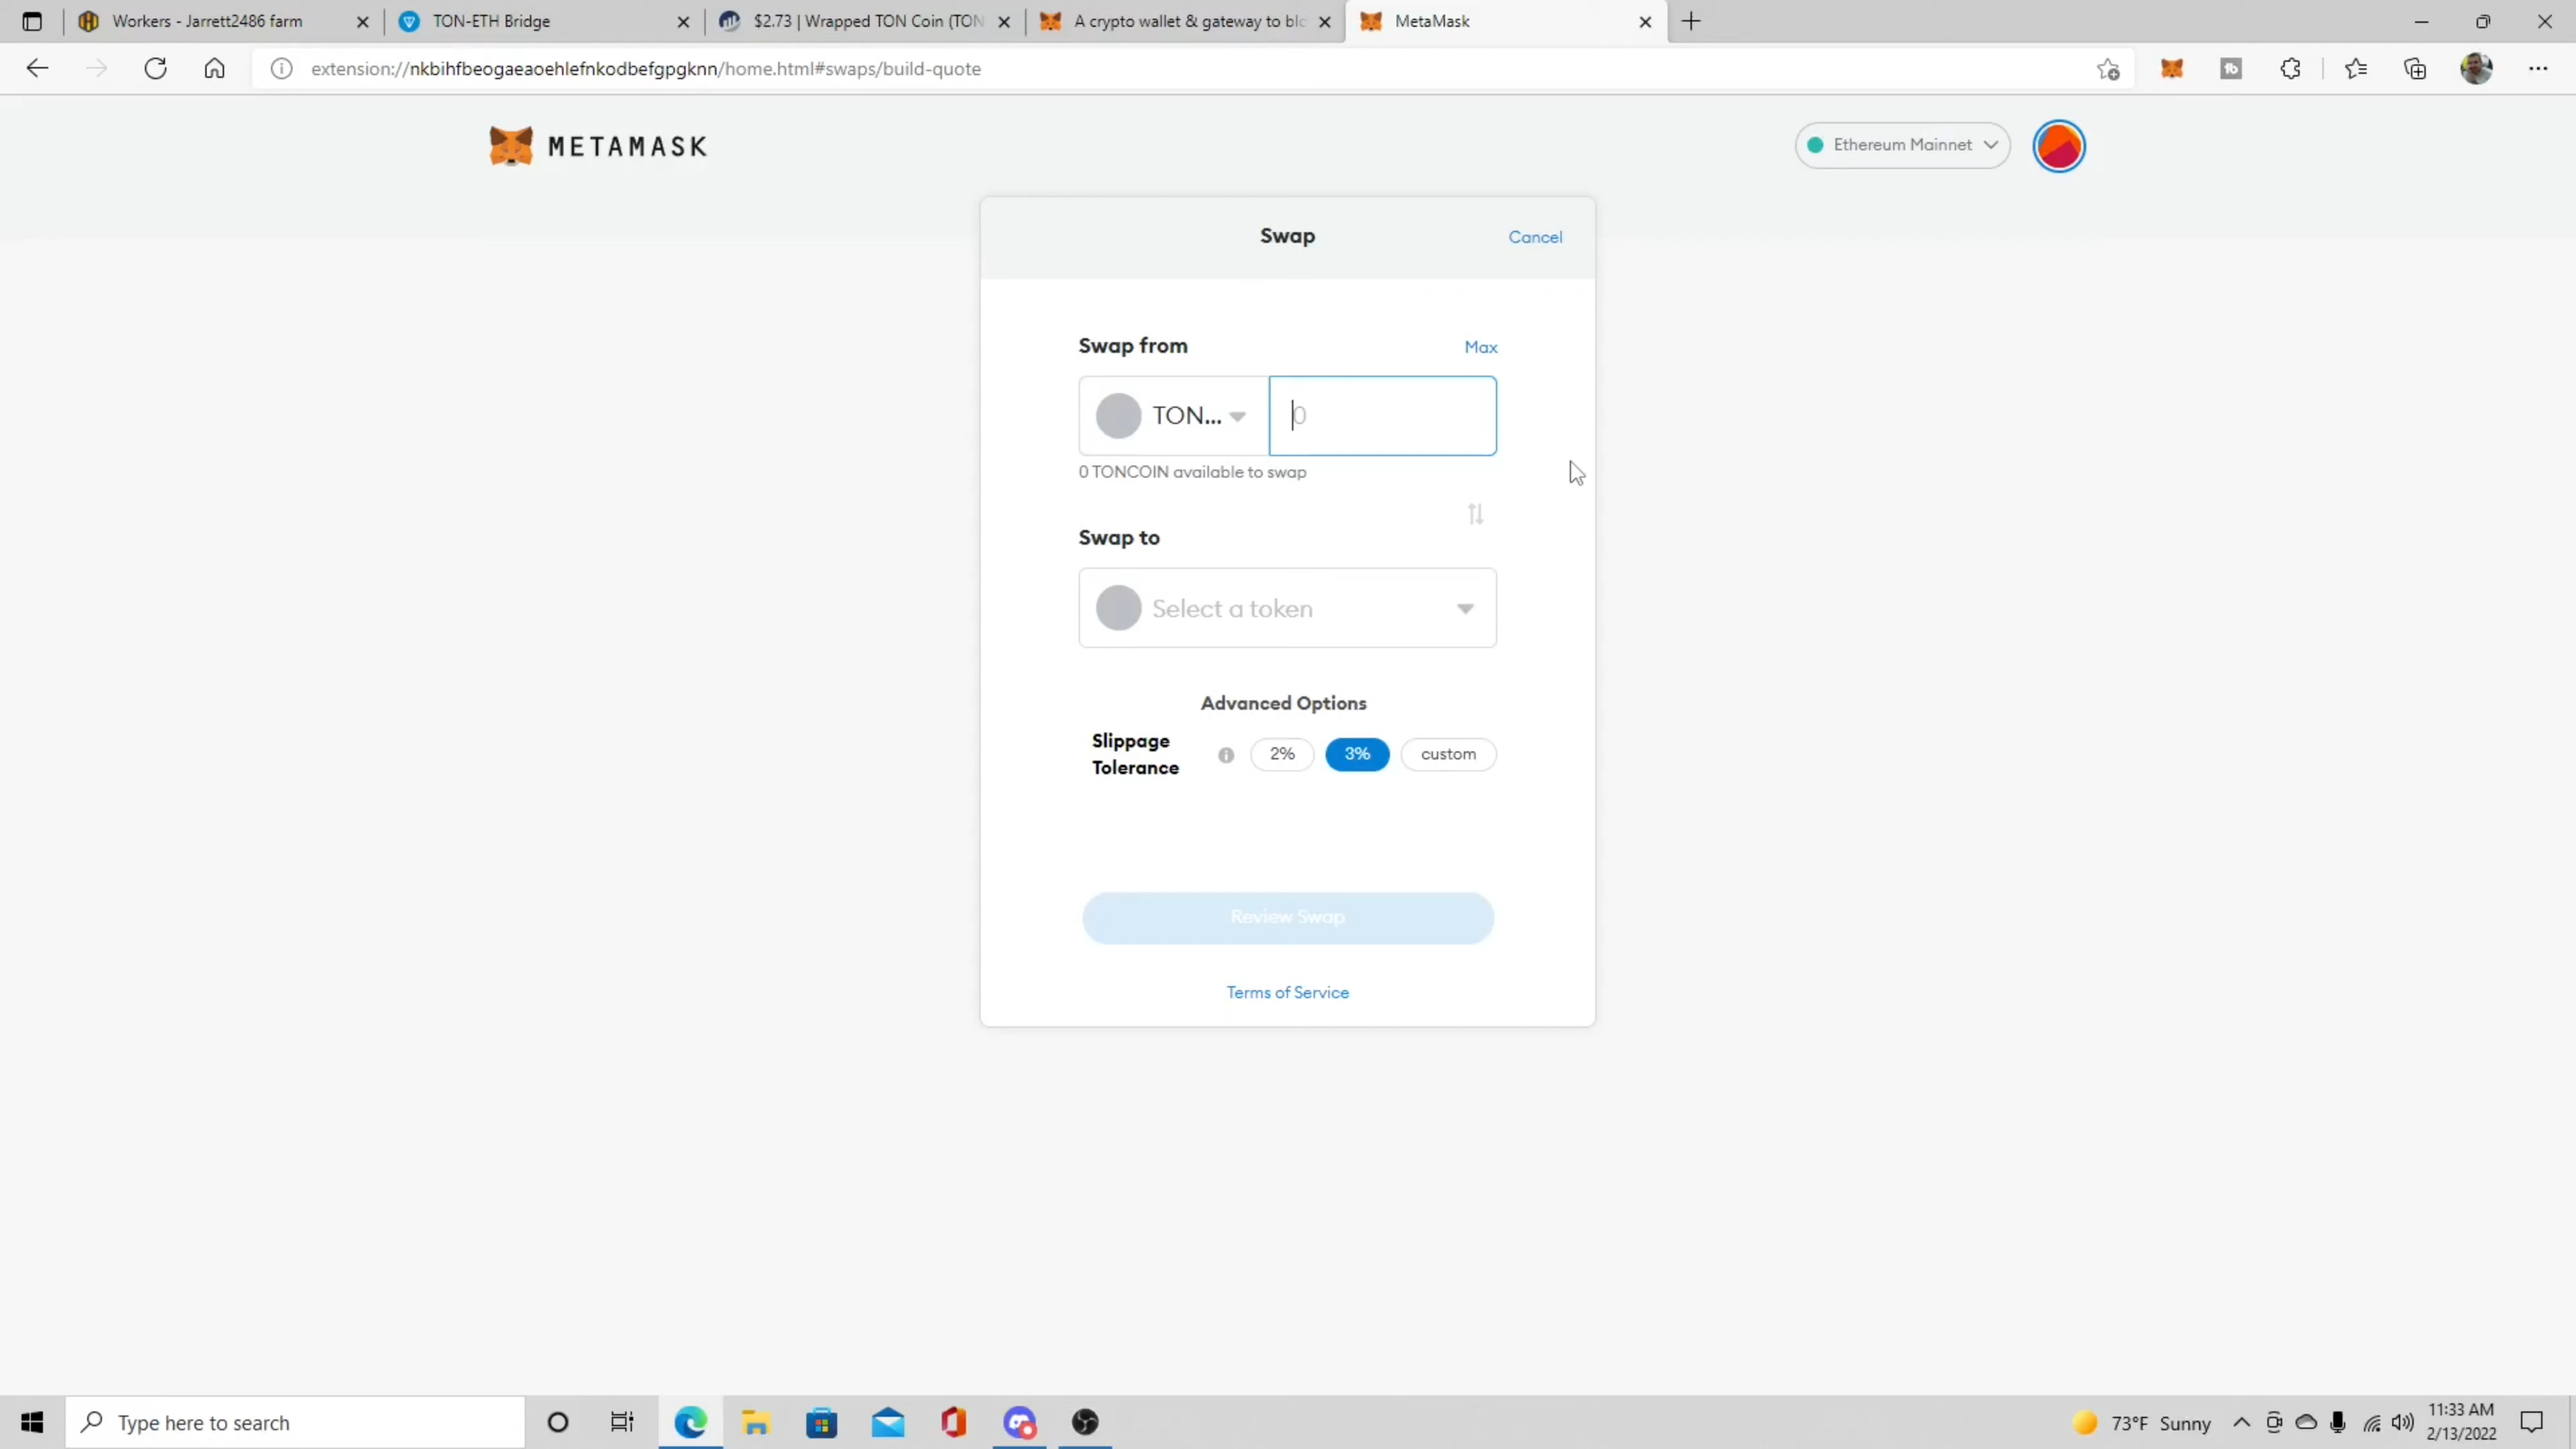 Workers - Jarrett2486 farm
TON-ETH Bridge
$2.73 | Wrapped TON Coin (TON
A crypto wallet & gateway to blo
MetaMask
extension://nkbihfbeogaeaoehlefnkodbefgpgknn/home.html#swaps/build-quote
METAMASK
Ethereum Mainnet
Swap
Cancel
Swap from
Max
TON...
0
0 TONCOIN available to swap
Swap to
Select a token
Advanced Options
Slippage
Tolerance
2%
3%
custom
Review Swap
Terms of Service
Type here to search
73°F Sunny
11:33 AM
2/13/2022